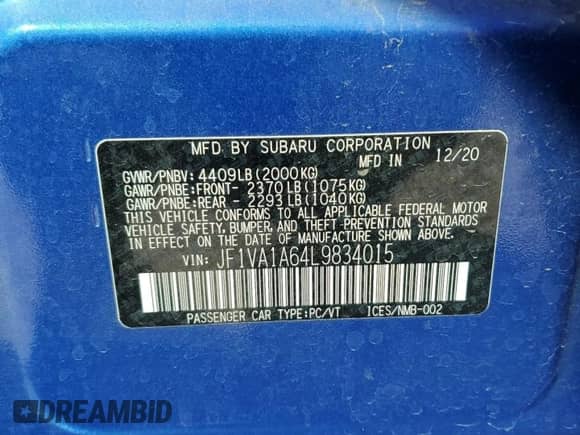 MFD BY SUBARU CORPORATION
MFD IN 12/20
GVWR/PNBV: 4409LB(2000KG)
GAWR/PNBE:FRONT- 2370LB(1075KG)
GAWR/PNBE:REAR - 2293LB(1040KG)
THIS VEHICLE CONFORMS TO ALL APPLICABLE FEDERAL MOTOR
VEHICLE SAFETY, BUMPER, AND THEFT PREVENTION STANDARDS
IN EFFECT ON THE DATE OF MANUFACTURE SHOWN ABOVE.
VIN: JF1VA1A64L9834015
PASSENGER CAR TYPE:PC/VT ICES/NMB-002
DREAMBID